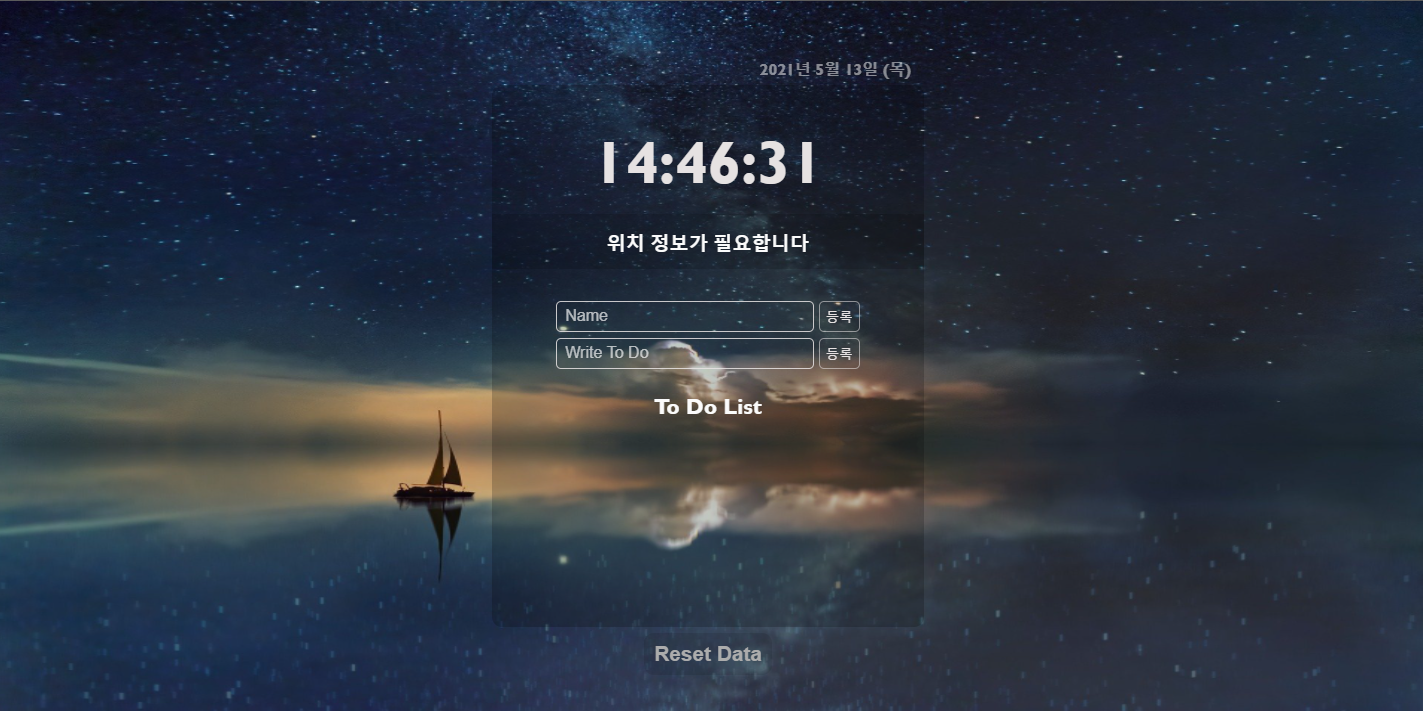 2021년 5월 13일 (목)
14:46:31
위치 정보가 필요합니다
Name 등록
Write To Do 등록
To Do List
Reset Data